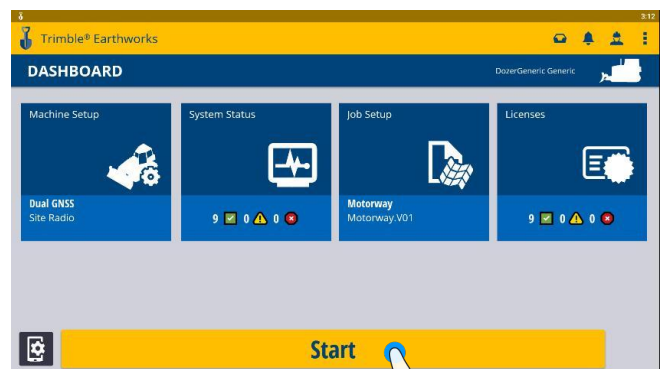 3:12
Trimble® Earthworks
DASHBOARD
DozerGeneric Generic
Machine Setup
Dual GNSS
Site Radio
System Status
9 0 0
Job Setup
Motorway
Motorway.V01
Licenses
9 0 0
Start